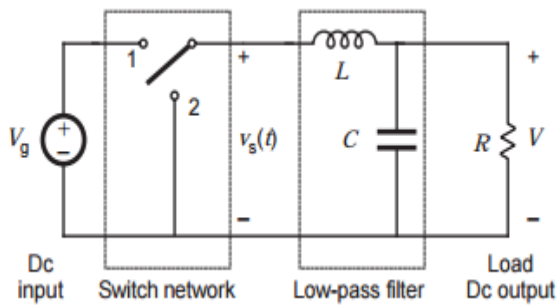 1
2
+
−
V_g
+
−
v_s(t)
L
C
R
+
V
−
Dc
input
Switch network
Low-pass filter
Load
Dc output